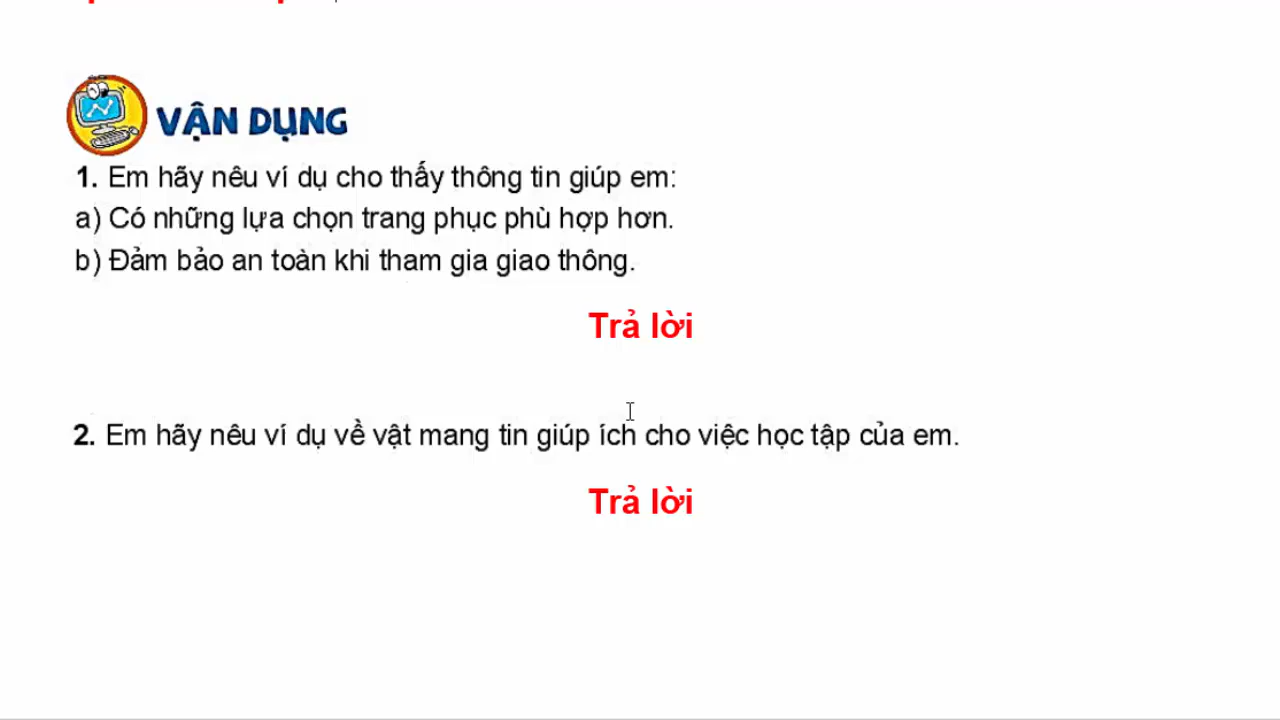 VẬN DỤNG
1. Em hãy nêu ví dụ cho thấy thông tin giúp em:
a) Có những lựa chọn trang phục phù hợp hơn.
b) Đảm bảo an toàn khi tham gia giao thông.
Trả lời
2. Em hãy nêu ví dụ về vật mang tin giúp ích cho việc học tập của em.
Trả lời